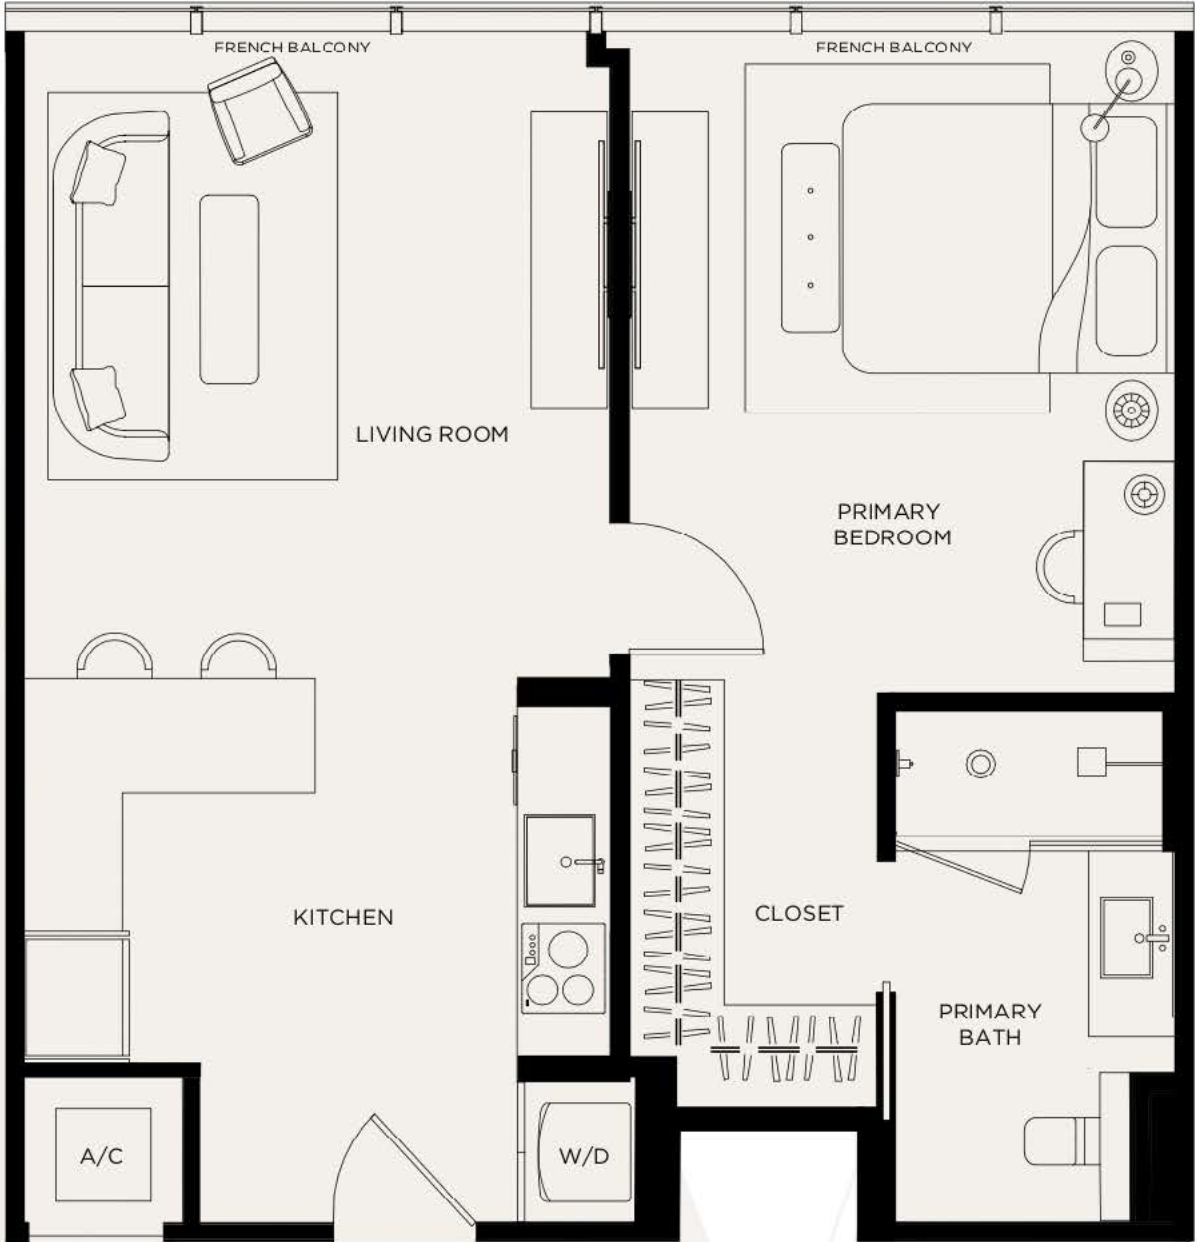 FRENCH BALCONY
FRENCH BALCONY
LIVING ROOM
PRIMARY
BEDROOM
KITCHEN
CLOSET
PRIMARY
BATH
A/C
W/D